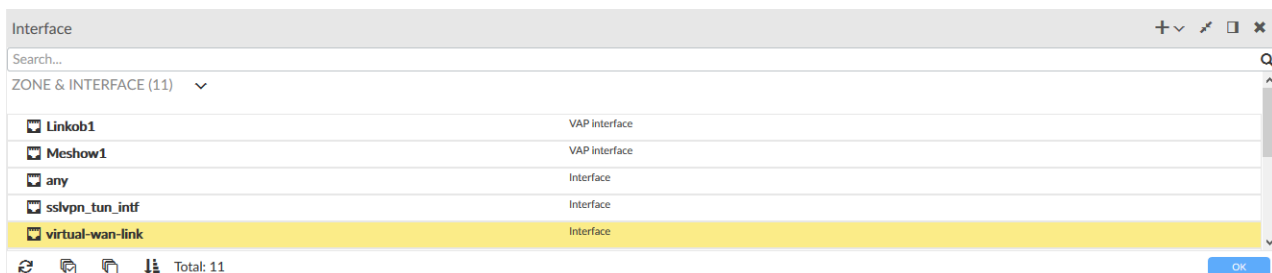 Interface
Search...
ZONE & INTERFACE (11)
Linkob1 VAP interface
Meshow1 VAP interface
any Interface
sslvpn_tun_intf Interface
virtual-wan-link Interface
Total: 11 OK